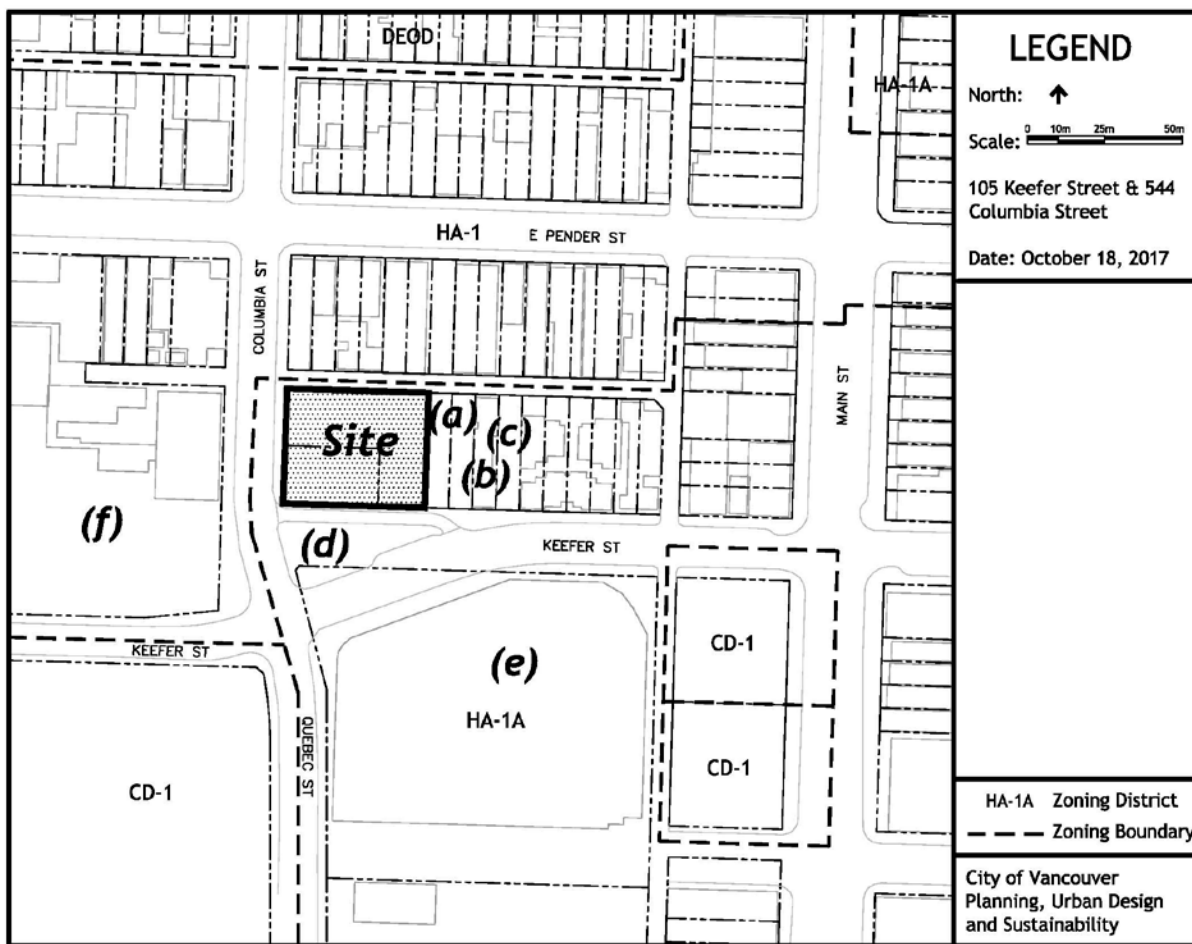 DEOD
HA-1A
HA-1
E PENDER ST
COLUMBIA ST
MAIN ST
Site
(a)
(c)
(b)
(f)
(d)
KEEFER ST
KEEFER ST
(e)
HA-1A
CD-1
CD-1
CD-1
QUEBEC ST
LEGEND
North:
Scale:
0 10m 25m 50m
105 Keefer Street & 544
Columbia Street
Date: October 18, 2017
HA-1A Zoning District
Zoning Boundary
City of Vancouver
Planning, Urban Design
and Sustainability